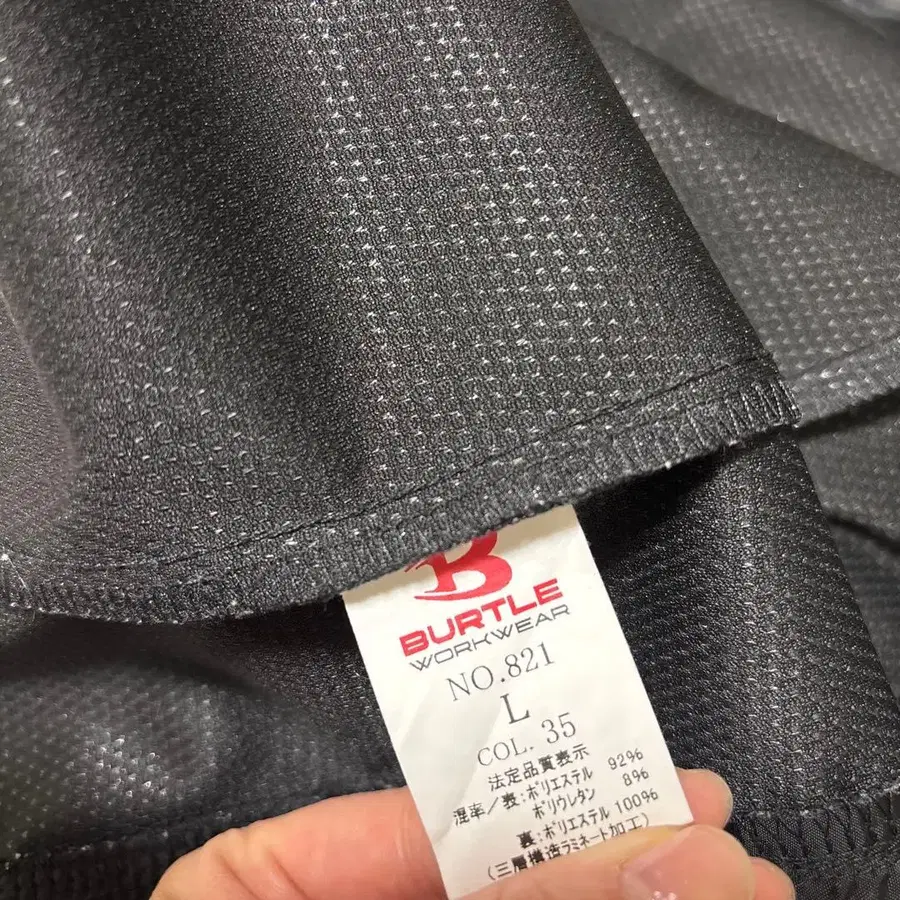 B
BURTLE
WORKWEAR
NO.821
L
COL. 35
法定品質表示
混率/表:ポリエステル 92%
ポリウレタン 8%
裏:ポリエステル 100%
(三層構造ラミネート加工)